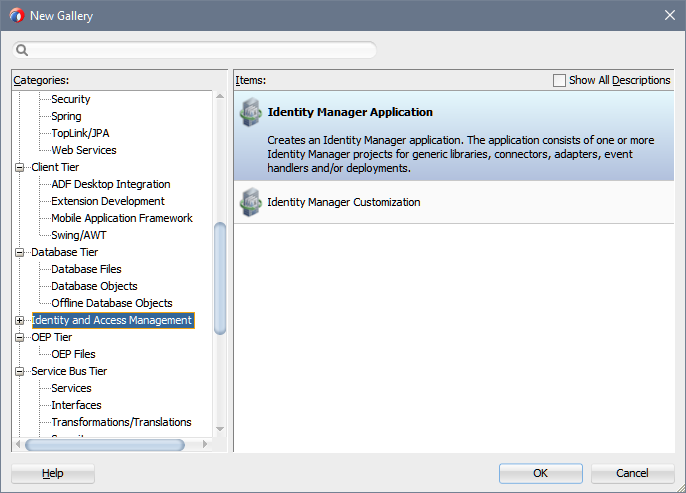 New Gallery
Categories:
Security
Spring
TopLink/JPA
Web Services
Client Tier
ADF Desktop Integration
Extension Development
Mobile Application Framework
Swing/AWT
Database Tier
Database Files
Database Objects
Offline Database Objects
Identity and Access Management
OEP Tier
OEP Files
Service Bus Tier
Services
Interfaces
Transformations/Translations
Items:
Show All Descriptions
Identity Manager Application
Creates an Identity Manager application. The application consists of one or more
Identity Manager projects for generic libraries, connectors, adapters, event
handlers and/or deployments.
Identity Manager Customization
Help
OK
Cancel